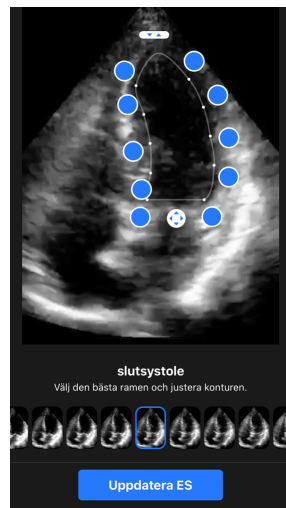 slutsystole
Välj den bästa ramen och justera konturen.
Uppdatera ES